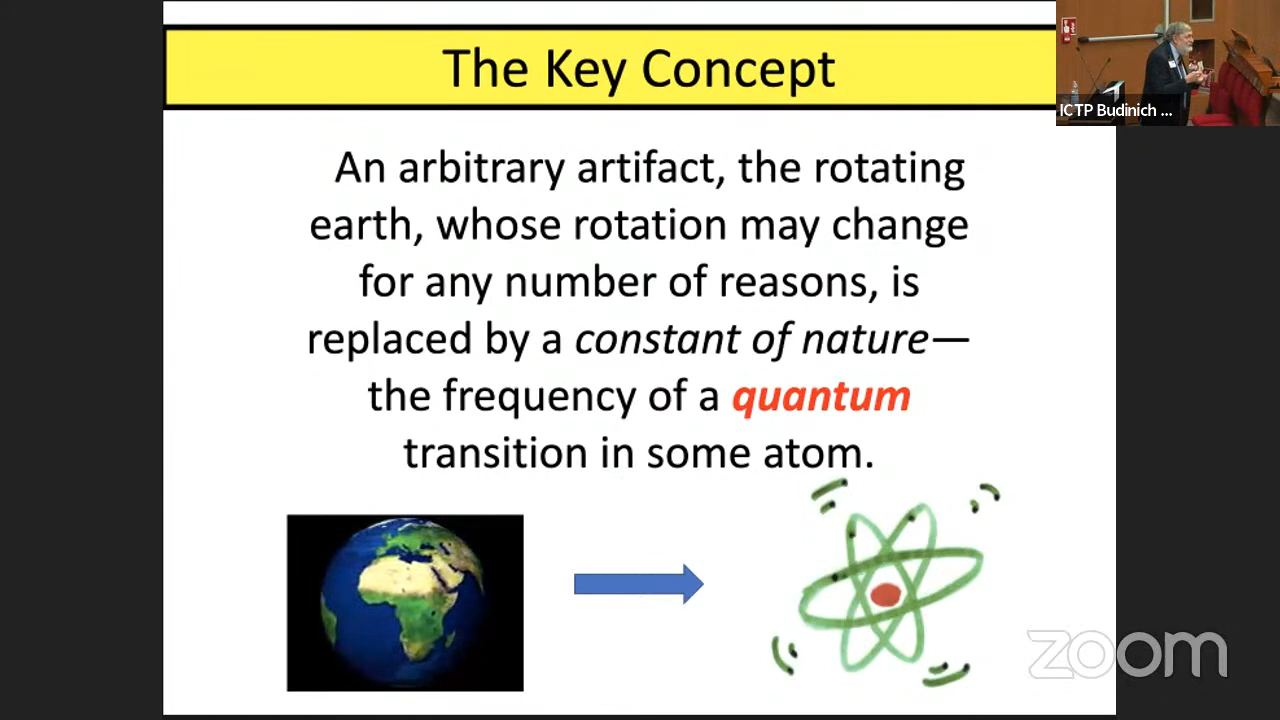 The Key Concept
ICTP Budinich ...
An arbitrary artifact, the rotating
earth, whose rotation may change
for any number of reasons, is
replaced by a constant of nature—
the frequency of a quantum
transition in some atom.
zoom